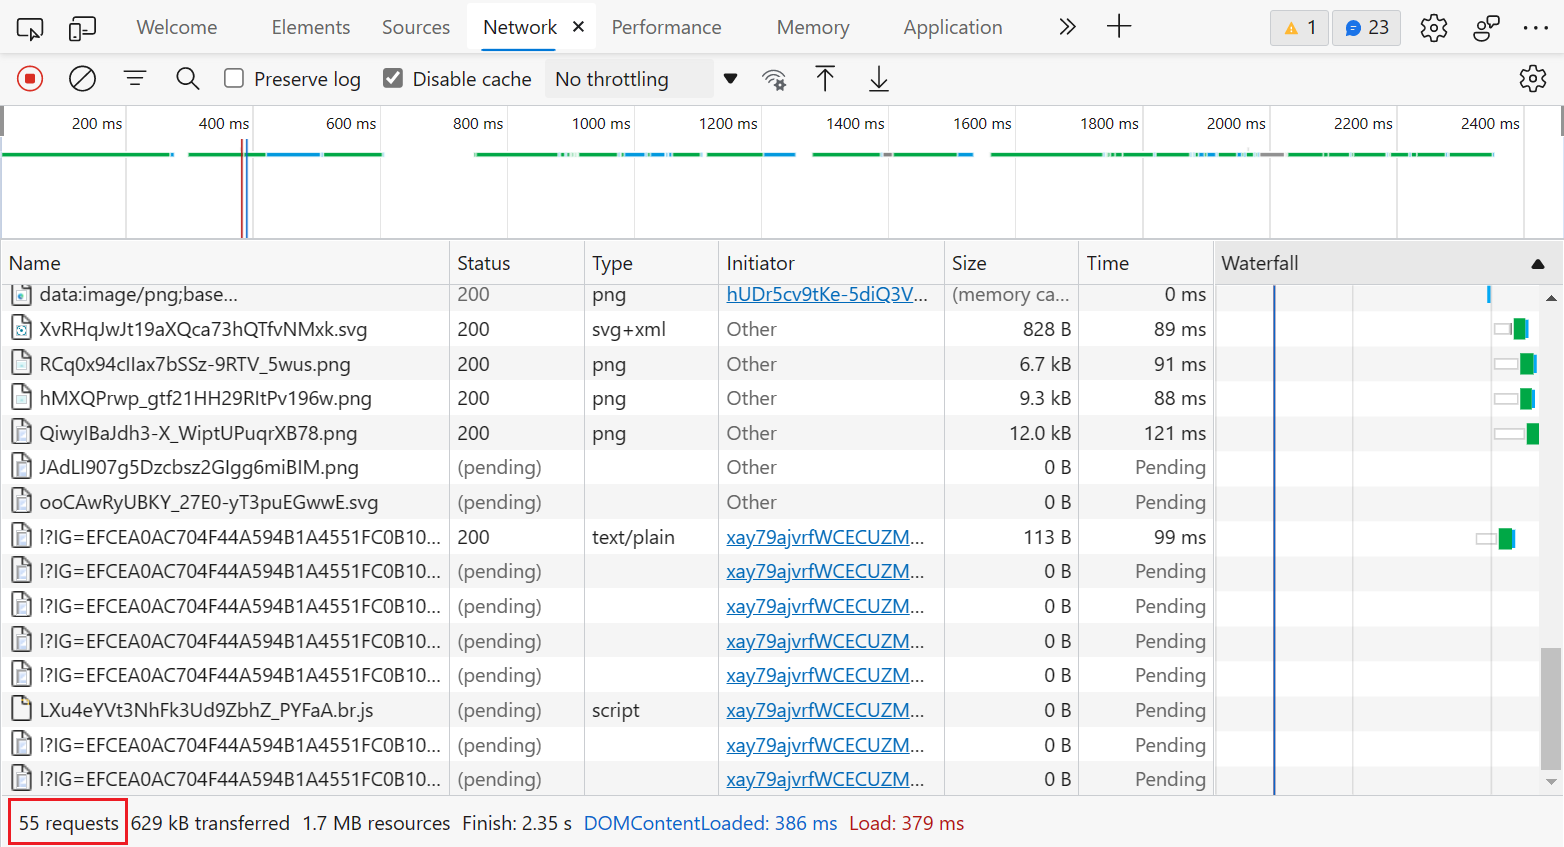 Welcome Elements Sources Network Performance Memory Application 1 23
Preserve log Disable cache No throttling
200 ms 400 ms 600 ms 800 ms 1000 ms 1200 ms 1400 ms 1600 ms 1800 ms 2000 ms 2200 ms 2400 ms
Name Status Type Initiator Size Time Waterfall
data:image/png;base... 200 png hUDr5cv9tKe-5diQ3V... (memory ca... 0 ms
XvRHqJwJt19aXQca73hQTfvNMxk.svg 200 svg+xml Other 828 B 89 ms
RCq0x94cIIax7bSSz-9RTV_5wus.png 200 png Other 6.7 kB 91 ms
hMXQPrwp_gtf21HH29RItPv196w.png 200 png Other 9.3 kB 88 ms
QiwyIBaJdh3-X_WiptUPuqrXB78.png 200 png Other 12.0 kB 121 ms
JAdLI907g5Dzcbsz2GIgg6miBIM.png (pending) Other 0 B Pending
ooCAwRyUBKY_27E0-yT3puEGwwE.svg (pending) Other 0 B Pending
l?IG=EFCEA0AC704F44A594B1A4551FC0B10... 200 text/plain xay79ajvrfWCECUZM... 113 B 99 ms
l?IG=EFCEA0AC704F44A594B1A4551FC0B10... (pending) xay79ajvrfWCECUZM... 0 B Pending
l?IG=EFCEA0AC704F44A594B1A4551FC0B10... (pending) xay79ajvrfWCECUZM... 0 B Pending
l?IG=EFCEA0AC704F44A594B1A4551FC0B10... (pending) xay79ajvrfWCECUZM... 0 B Pending
l?IG=EFCEA0AC704F44A594B1A4551FC0B10... (pending) xay79ajvrfWCECUZM... 0 B Pending
LXu4eYVt3NhFk3Ud9ZbhZ_PYFaA.br.js (pending) script xay79ajvrfWCECUZM... 0 B Pending
l?IG=EFCEA0AC704F44A594B1A4551FC0B10... (pending) xay79ajvrfWCECUZM... 0 B Pending
l?IG=EFCEA0AC704F44A594B1A4551FC0B10... (pending) xay79ajvrfWCECUZM... 0 B Pending
55 requests 629 kB transferred 1.7 MB resources Finish: 2.35 s DOMContentLoaded: 386 ms Load: 379 ms